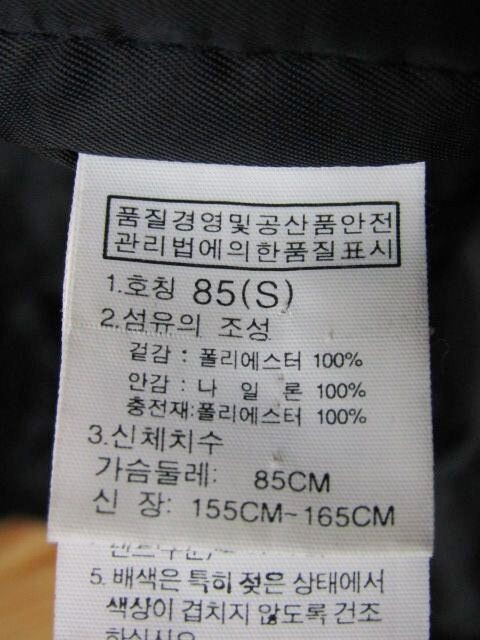 품질경영및공산품안전
관리법에의한품질표시
1.호칭 85(S)
2.섬유의 조성
겉감 : 폴리에스터 100%
안감 : 나 일 론 100%
충전재:폴리에스터 100%
3.신체치수
가슴둘레: 85CM
신 장: 155CM~165CM
5. 배색은 특히 젖은 상태에서
색상이 겹치지 않도록 건조
하십시오